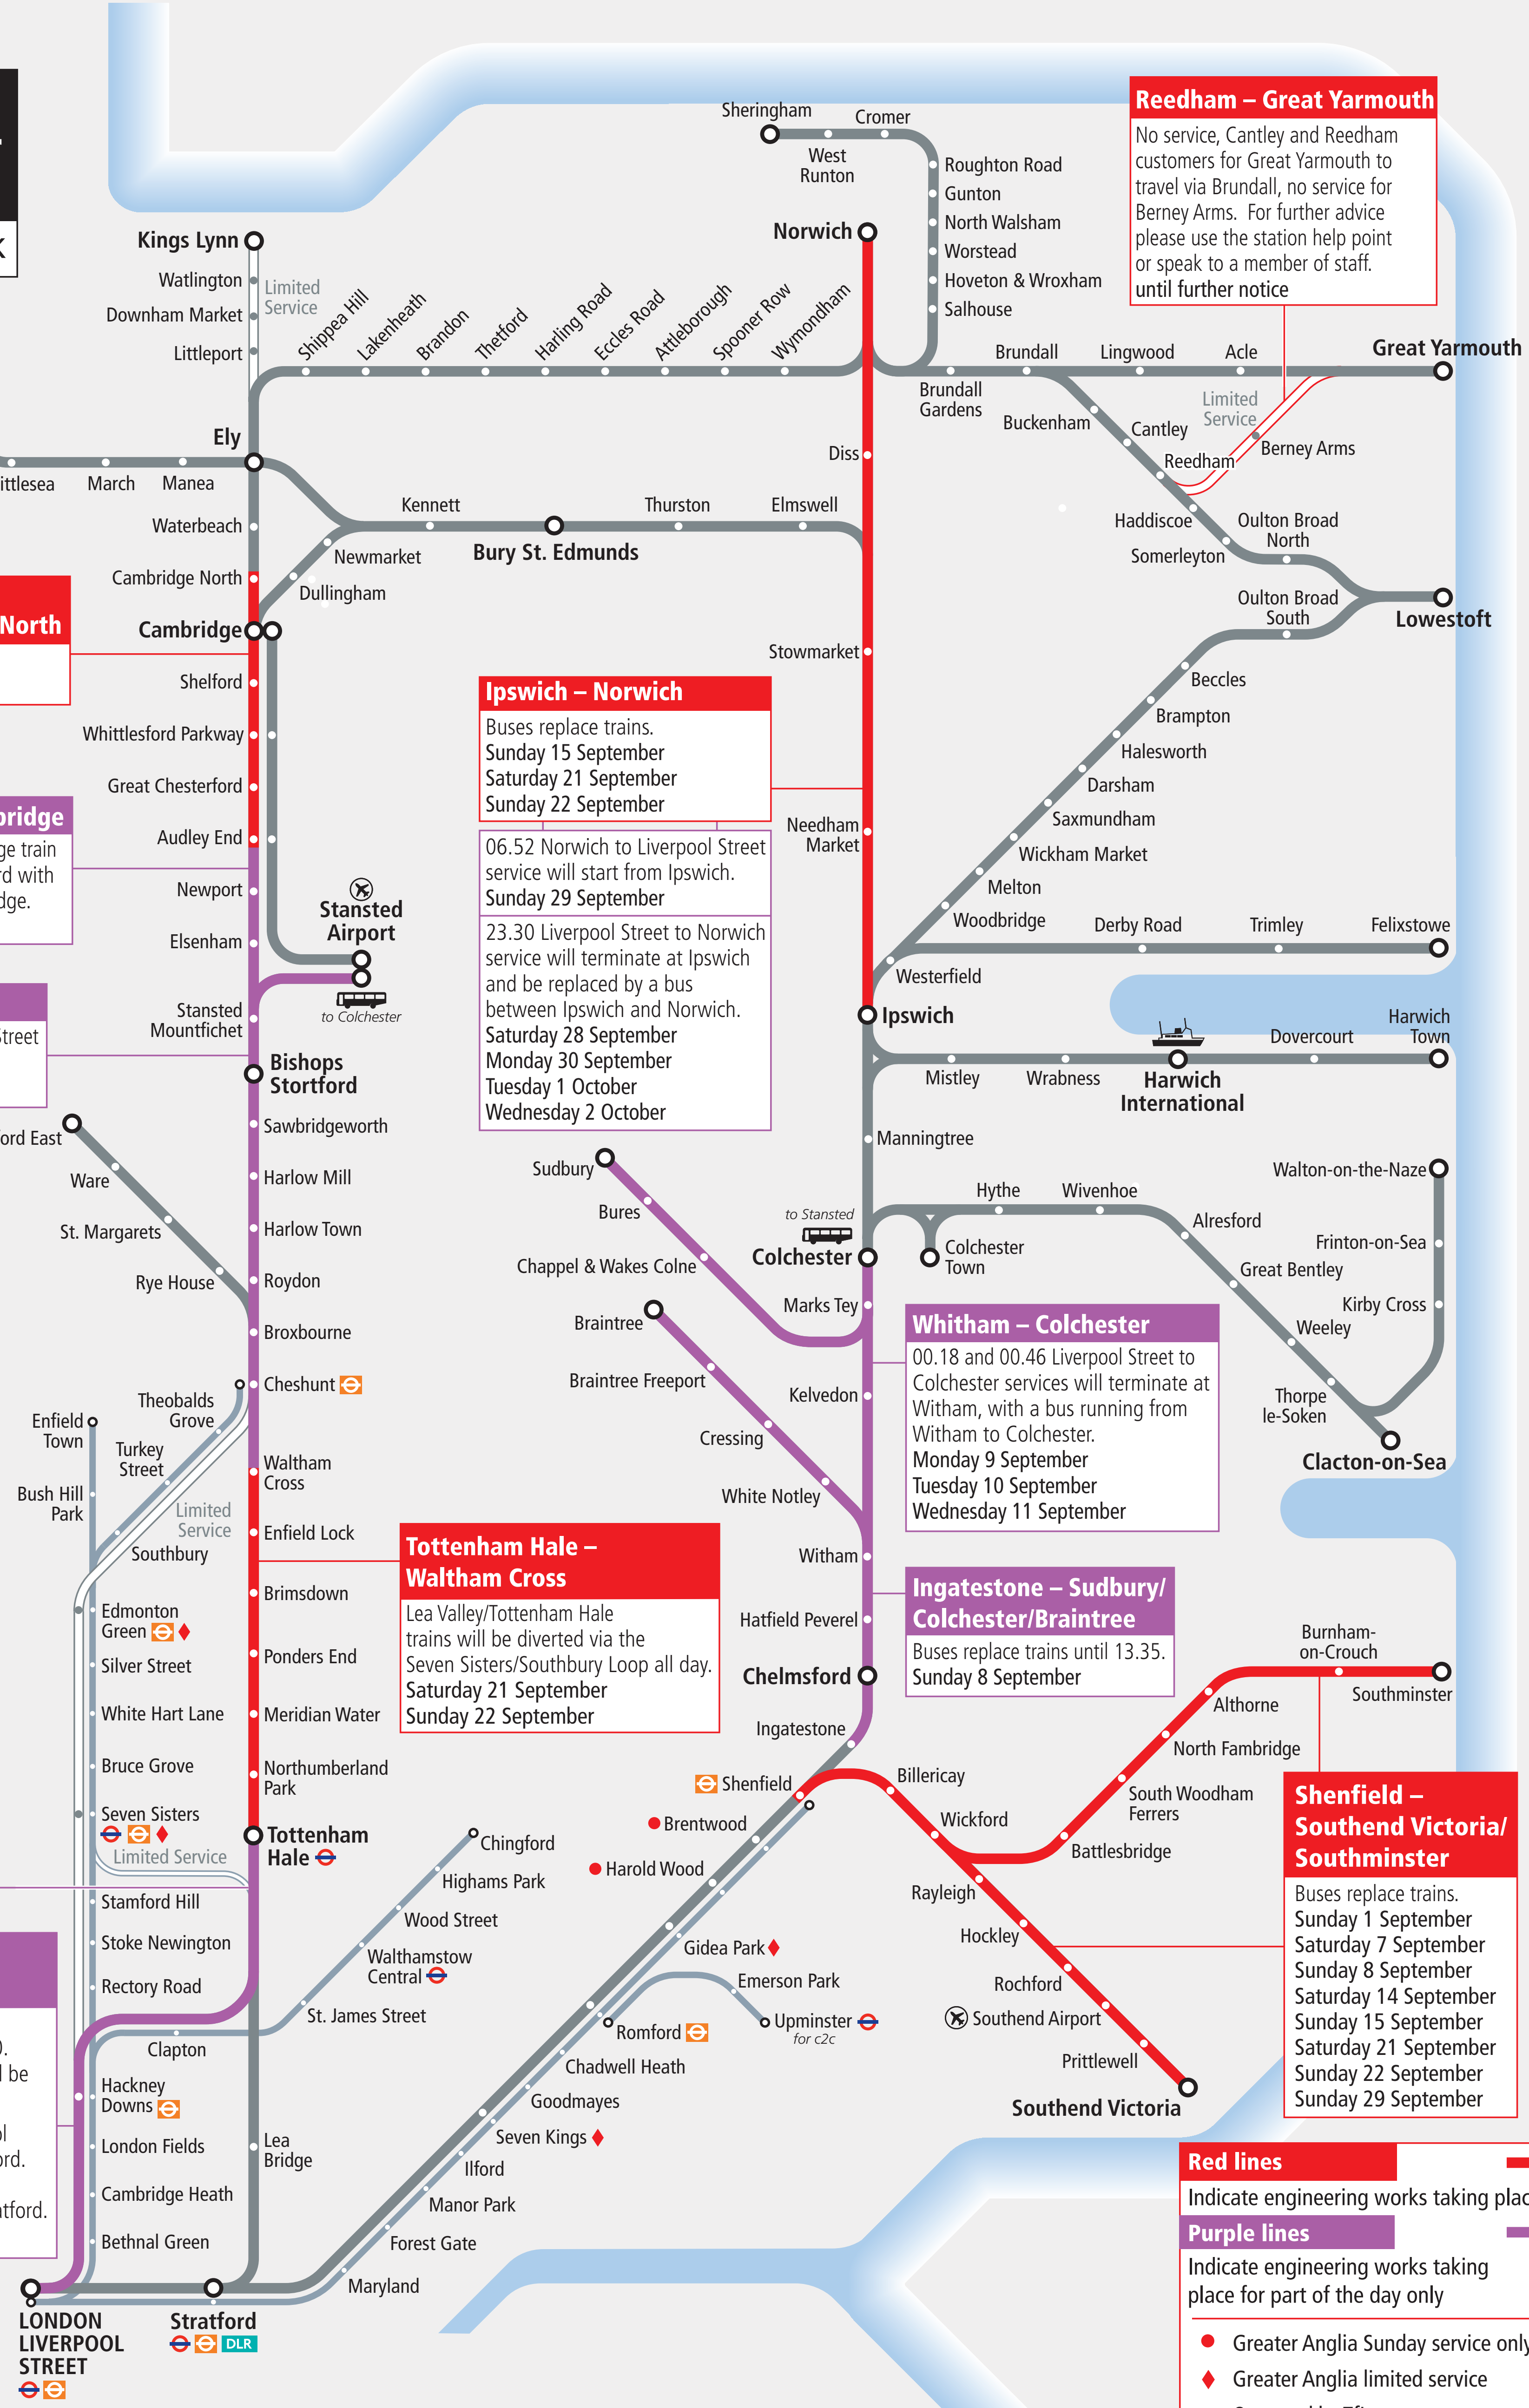 Sheringham
Cromer
West
Runton
Roughton Road
Gunton
North Walsham
Worstead
Hoveton & Wroxham
Salhouse
Reedham – Great Yarmouth
No service, Cantley and Reedham
customers for Great Yarmouth to
travel via Brundall, no service for
Berney Arms. For further advice
please use the station help point
or speak to a member of staff.
until further notice
Kings Lynn
Watlington
Downham Market
Littleport
Limited
Service
Norwich
Shippea Hill
Lakenheath
Brandon
Thetford
Harling Road
Eccles Road
Attleborough
Spooner Row
Wymondham
Brundall
Gardens
Brundall
Lingwood
Acle
Great Yarmouth
Buckenham
Cantley
Reedham
Limited
Service
Berney Arms
Haddiscoe
Somerleyton
Oulton Broad
North
Oulton Broad
South
Lowestoft
Ely
ittlesea
March
Manea
Diss
Waterbeach
Kennett
Thurston
Elmswell
Newmarket
Bury St. Edmunds
Dullingham
Cambridge North
North
Cambridge
Shelford
Whittlesford Parkway
Great Chesterford
Audley End
Newport
Elsenham
Stansted
Mountfichet
Stansted
Airport
to Colchester
bridge
ge train
rd with
dge.
Street
Stowmarket
Needham
Market
Ipswich – Norwich
Buses replace trains.
Sunday 15 September
Saturday 21 September
Sunday 22 September
06.52 Norwich to Liverpool Street
service will start from Ipswich.
Sunday 29 September
23.30 Liverpool Street to Norwich
service will terminate at Ipswich
and be replaced by a bus
between Ipswich and Norwich.
Saturday 28 September
Monday 30 September
Tuesday 1 October
Wednesday 2 October
Beccles
Brampton
Halesworth
Darsham
Saxmundham
Wickham Market
Melton
Woodbridge
Westerfield
Derby Road
Trimley
Felixstowe
Ipswich
Mistley
Wrabness
Harwich
International
Dovercourt
Harwich
Town
Manningtree
Bishops
Stortford
Sawbridgeworth
Harlow Mill
Harlow Town
Roydon
Broxbourne
Cheshunt
ord East
Ware
St. Margarets
Rye House
Sudbury
Bures
Chappel & Wakes Colne
Marks Tey
to Stansted
Colchester
Colchester
Town
Hythe
Wivenhoe
Alresford
Great Bentley
Weeley
Thorpe
le-Soken
Walton-on-the-Naze
Frinton-on-Sea
Kirby Cross
Clacton-on-Sea
Braintree
Braintree Freeport
Cressing
White Notley
Kelvedon
Witham
Hatfield Peverel
Chelmsford
Ingatestone
Whitham – Colchester
00.18 and 00.46 Liverpool Street to
Colchester services will terminate at
Witham, with a bus running from
Witham to Colchester.
Monday 9 September
Tuesday 10 September
Wednesday 11 September
Ingatestone – Sudbury/
Colchester/Braintree
Buses replace trains until 13.35.
Sunday 8 September
Theobalds
Grove
Turkey
Street
Southbury
Limited
Service
Enfield
Town
Bush Hill
Park
Edmonton
Green
Silver Street
White Hart Lane
Bruce Grove
Seven Sisters
Limited Service
Stamford Hill
Stoke Newington
Rectory Road
Waltham
Cross
Enfield Lock
Brimsdown
Ponders End
Meridian Water
Northumberland
Park
Tottenham
Hale
Tottenham Hale –
Waltham Cross
Lea Valley/Tottenham Hale
trains will be diverted via the
Seven Sisters/Southbury Loop all day.
Saturday 21 September
Sunday 22 September
Shenfield
Brentwood
Harold Wood
Gidea Park
Emerson Park
Upminster
for c2c
Romford
Chadwell Heath
Goodmayes
Seven Kings
Ilford
Manor Park
Forest Gate
Maryland
Chingford
Highams Park
Wood Street
Walthamstow
Central
St. James Street
Clapton
Hackney
Downs
London Fields
Cambridge Heath
Bethnal Green
Lea
Bridge
0.
l be
ol
ord.
atford.
LONDON
LIVERPOOL
STREET
Stratford
DLR
Billericay
Wickford
Battlesbridge
South Woodham
Ferrers
North Fambridge
Althorne
Burnham-
on-Crouch
Southminster
Rayleigh
Hockley
Rochford
Southend Airport
Prittlewell
Southend Victoria
Shenfield –
Southend Victoria/
Southminster
Buses replace trains.
Sunday 1 September
Saturday 7 September
Sunday 8 September
Saturday 14 September
Sunday 15 September
Saturday 21 September
Sunday 22 September
Sunday 29 September
Red lines
Indicate engineering works taking plac
Purple lines
Indicate engineering works taking
place for part of the day only
Greater Anglia Sunday service only
Greater Anglia limited service